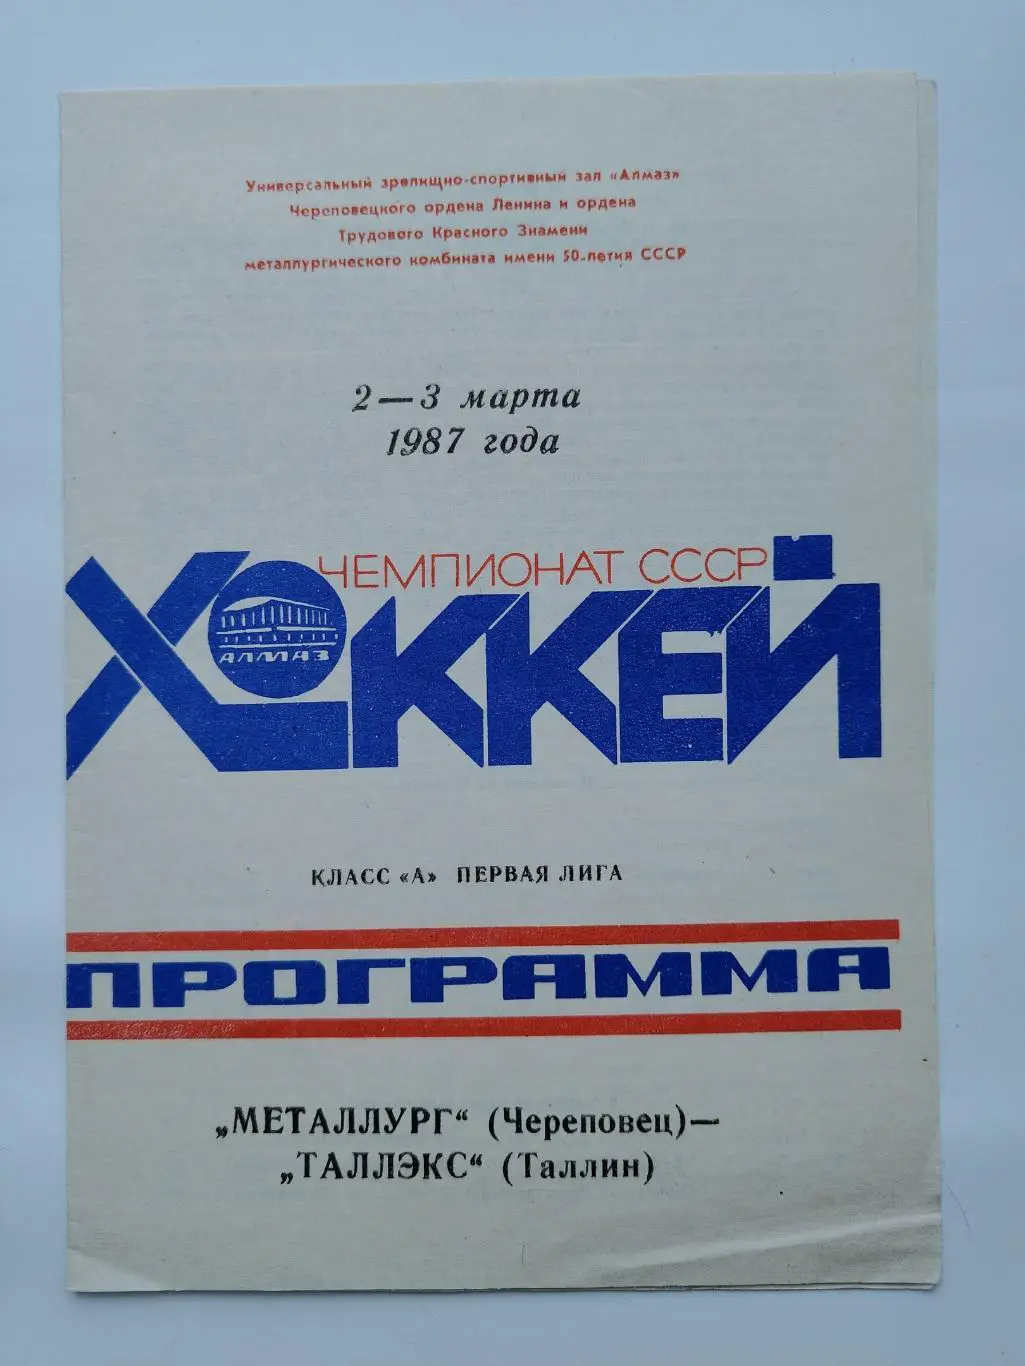 Универсальный зрелищно-спортивный зал «Алмаз»
Череповецкого ордена Ленина и ордена
Трудового Красного Знамени
металлургического комбината имени 50-летия СССР
2—3 марта
1987 года
ЧЕМПИОНАТ СССР
ХОККЕЙ
АЛМАЗ
КЛАСС «А» ПЕРВАЯ ЛИГА
ПРОГРАММА
„МЕТАЛЛУРГ“ (Череповец)—
„ТАЛЛЭКС“ (Таллин)